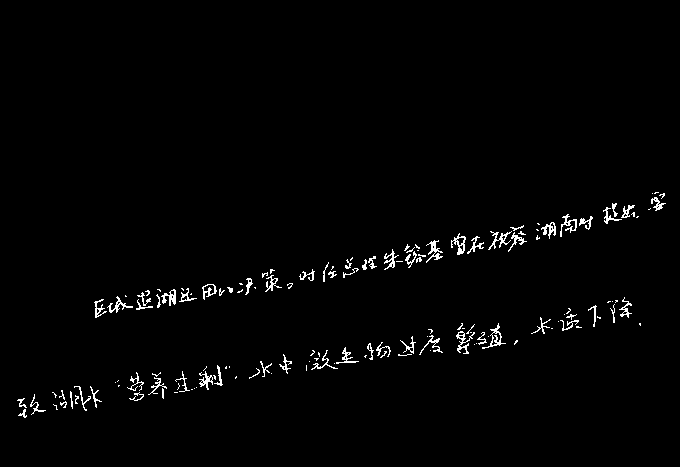 区域退湖还田的决策。时任总理朱镕基曾在视察湖南时提出,要
致湖水“营养过剩”,水中微生物过度繁殖,水质下降,